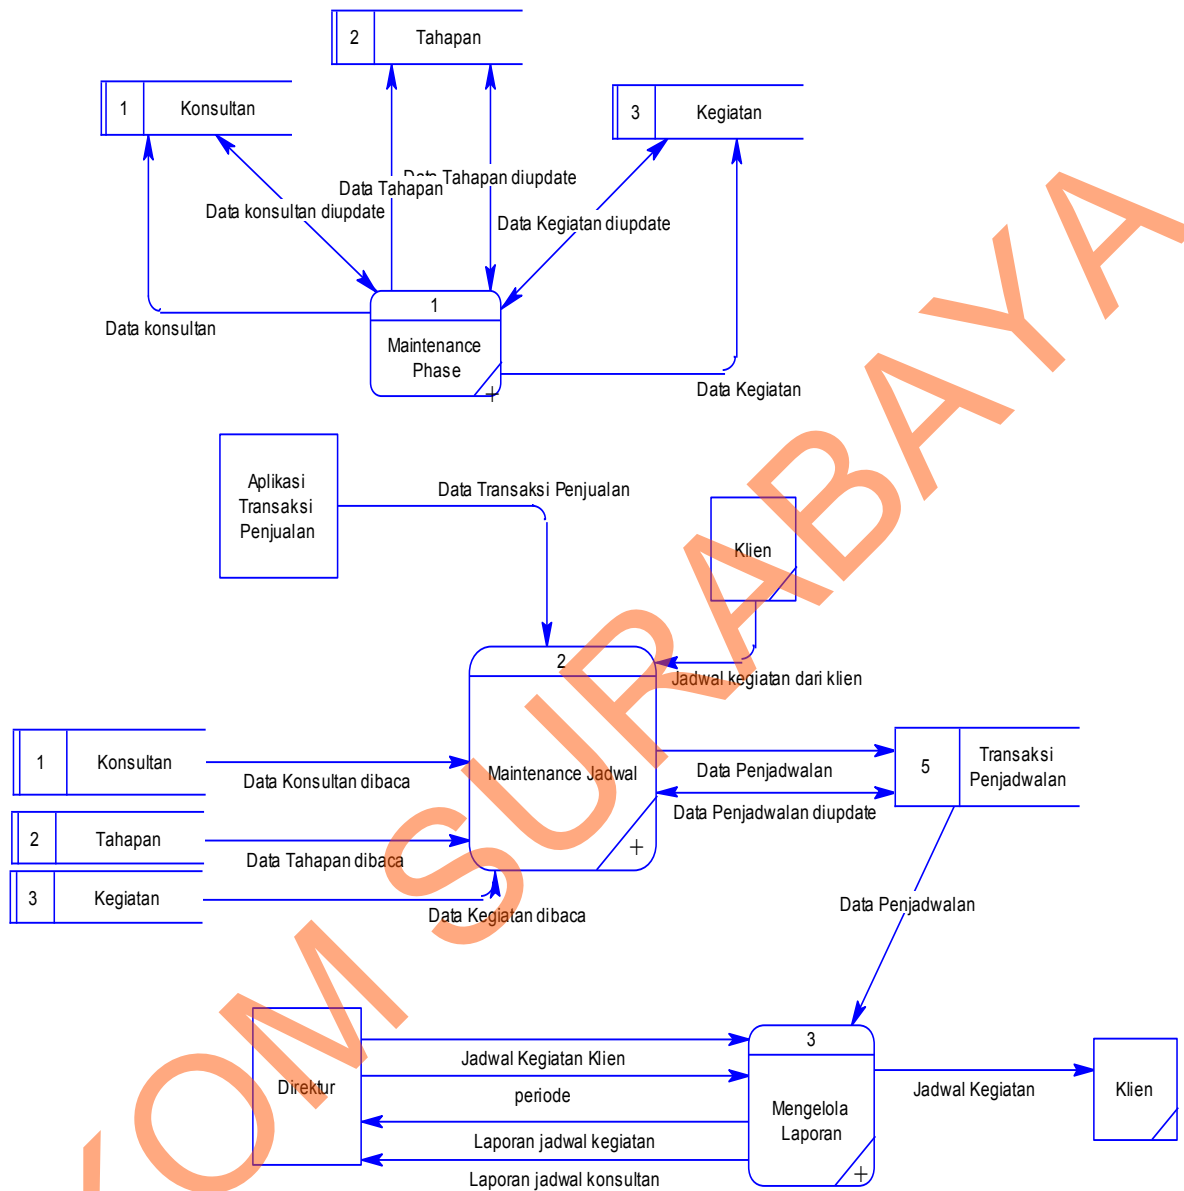 2 Tahapan
1 Konsultan
3 Kegiatan
Data Tahapan diupdate
Data Tahapan
Data konsultan diupdate
Data Kegiatan diupdate
1
Data konsultan
Maintenance
Phase
Data Kegiatan
Aplikasi
Transaksi
Penjualan
Data Transaksi Penjualan
Klien
2
Jadwal kegiatan dari klien
1 Konsultan
Data Konsultan dibaca
Maintenance Jadwal
Data Penjadwalan
5 Transaksi
Penjadwalan
Data Penjadwalan diupdate
2 Tahapan
Data Tahapan dibaca
3 Kegiatan
Data Kegiatan dibaca
Data Penjadwalan
3
Direktur
Jadwal Kegiatan Klien
periode
Laporan jadwal kegiatan
Laporan jadwal konsultan
Mengelola
Laporan
Jadwal Kegiatan
Klien
KOM SURABAYA